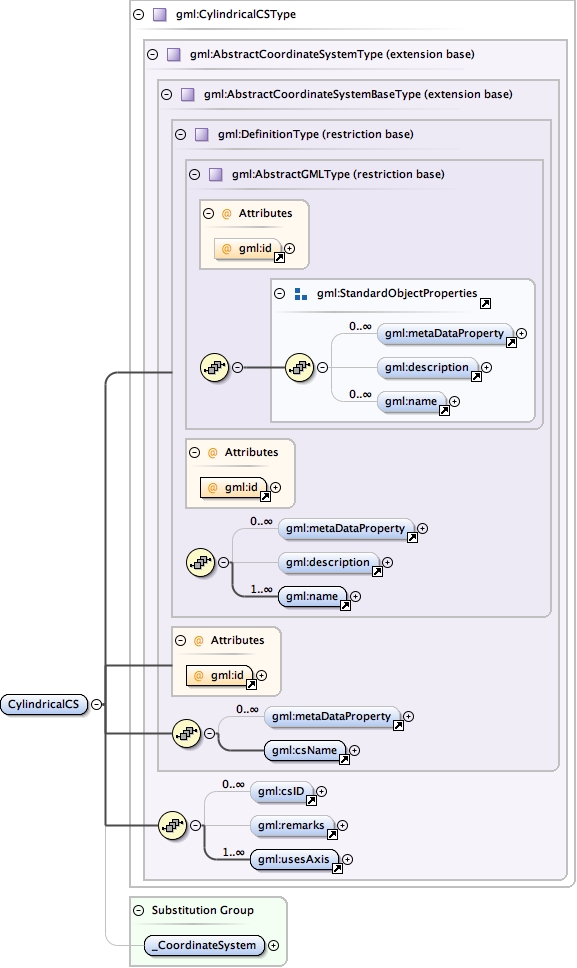 gml:CylindricalCSType
gml:AbstractCoordinateSystemType (extension base)
gml:AbstractCoordinateSystemBaseType (extension base)
gml:DefinitionType (restriction base)
gml:AbstractGMLType (restriction base)
@ Attributes
@ gml:id
gml:StandardObjectProperties
0..∞
gml:metaDataProperty
gml:description
0..∞
gml:name
@ Attributes
@ gml:id
0..∞
gml:metaDataProperty
gml:description
1..∞
gml:name
@ Attributes
@ gml:id
CylindricalCS
0..∞
gml:metaDataProperty
gml:csName
0..∞
gml:csID
gml:remarks
1..∞
gml:usesAxis
Substitution Group
_CoordinateSystem